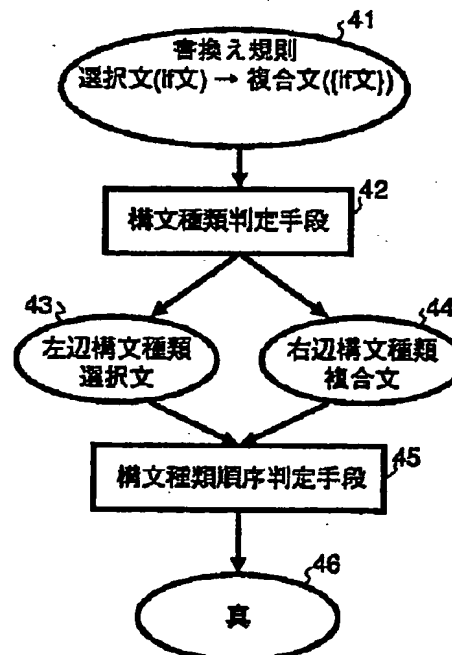 41
書換え規則
選択文(if文) → 複合文({if文})
42
構文種類判定手段
43
左辺構文種類
選択文
44
右辺構文種類
複合文
45
構文種類順序判定手段
46
真